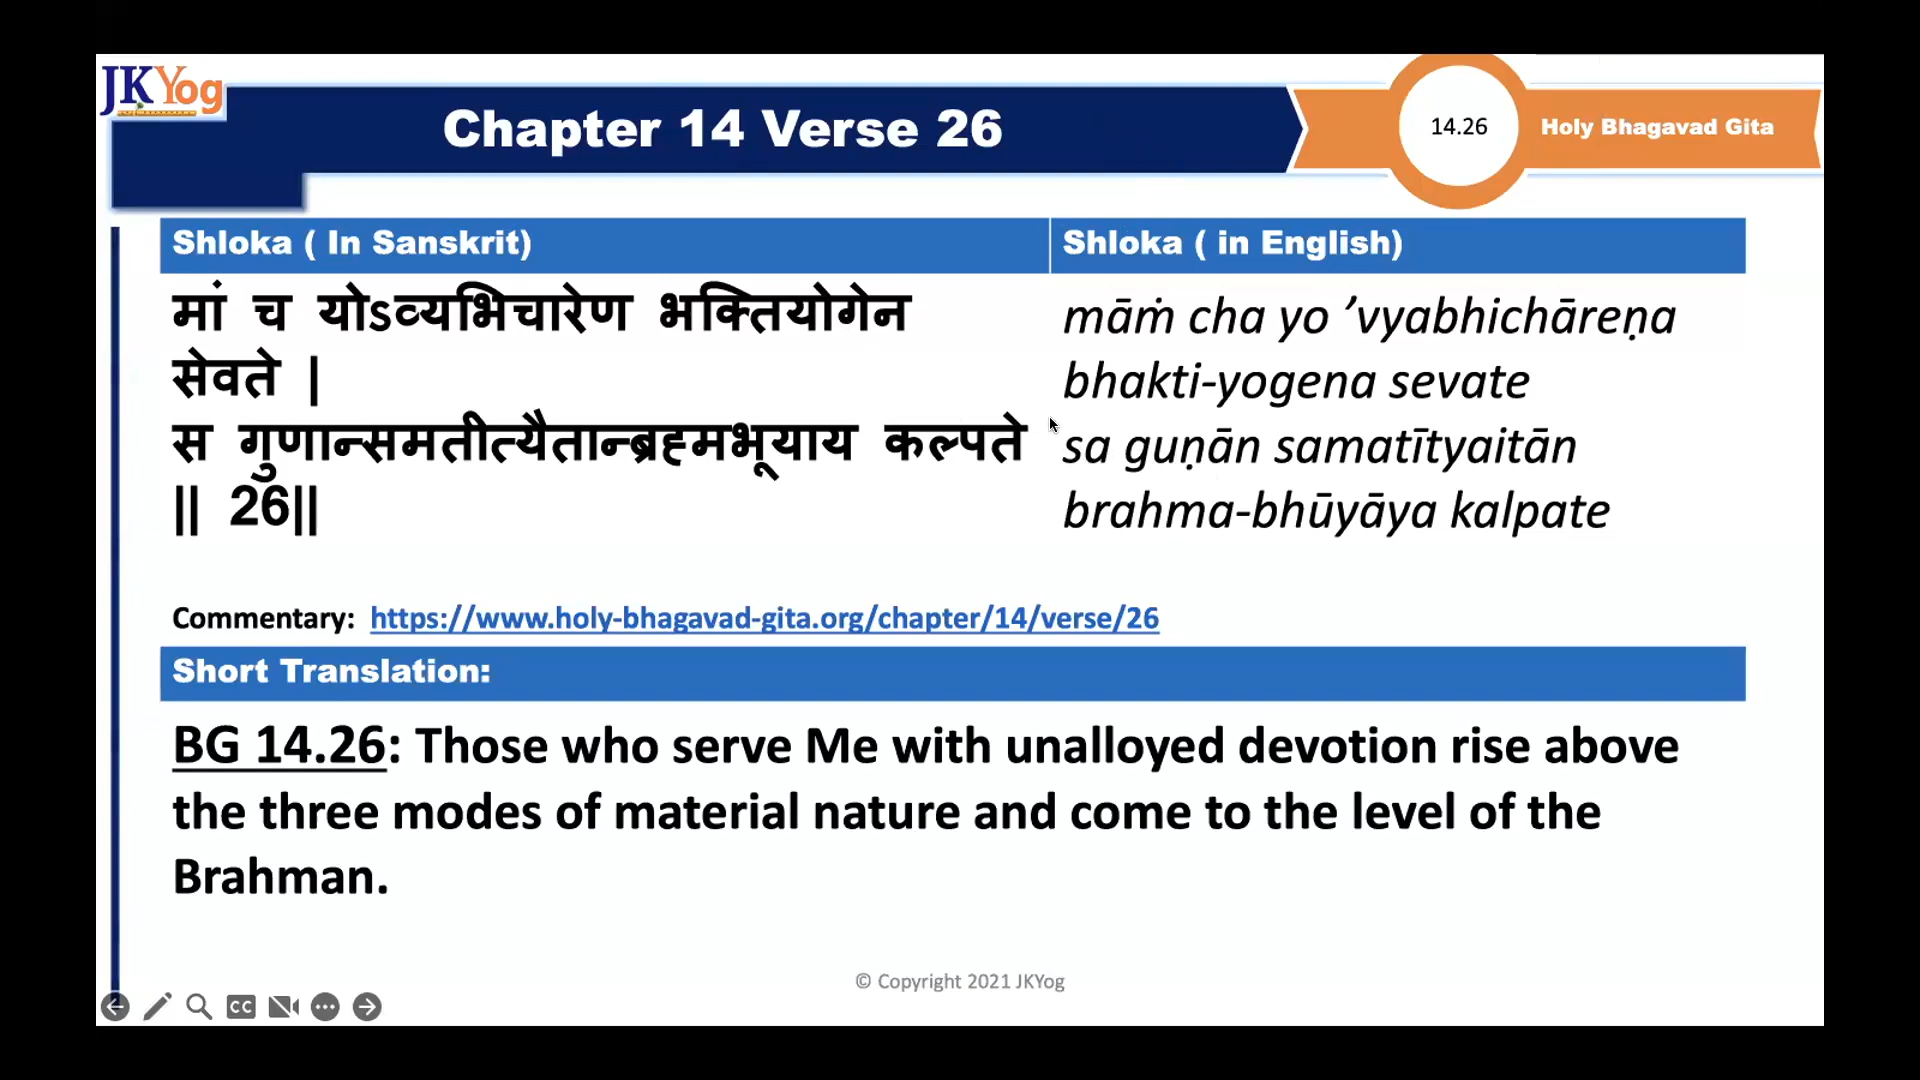 JKYog
Chapter 14 Verse 26
14.26
Holy Bhagavad Gita
Shloka ( In Sanskrit)
मां च योऽव्यभिचारेण भक्तियोगेन
सेवते |
स गुणान्समतीत्यैतान्ब्रह्मभूयाय कल्पते
|| 26||
Shloka ( in English)
māṁ cha yo ’vyabhichāreṇa
bhakti-yogena sevate
sa guṇān samatītyaitān
brahma-bhūyāya kalpate
Commentary: https://www.holy-bhagavad-gita.org/chapter/14/verse/26
Short Translation:
BG 14.26: Those who serve Me with unalloyed devotion rise above
the three modes of material nature and come to the level of the
Brahman.
© Copyright 2021 JKYog
CC